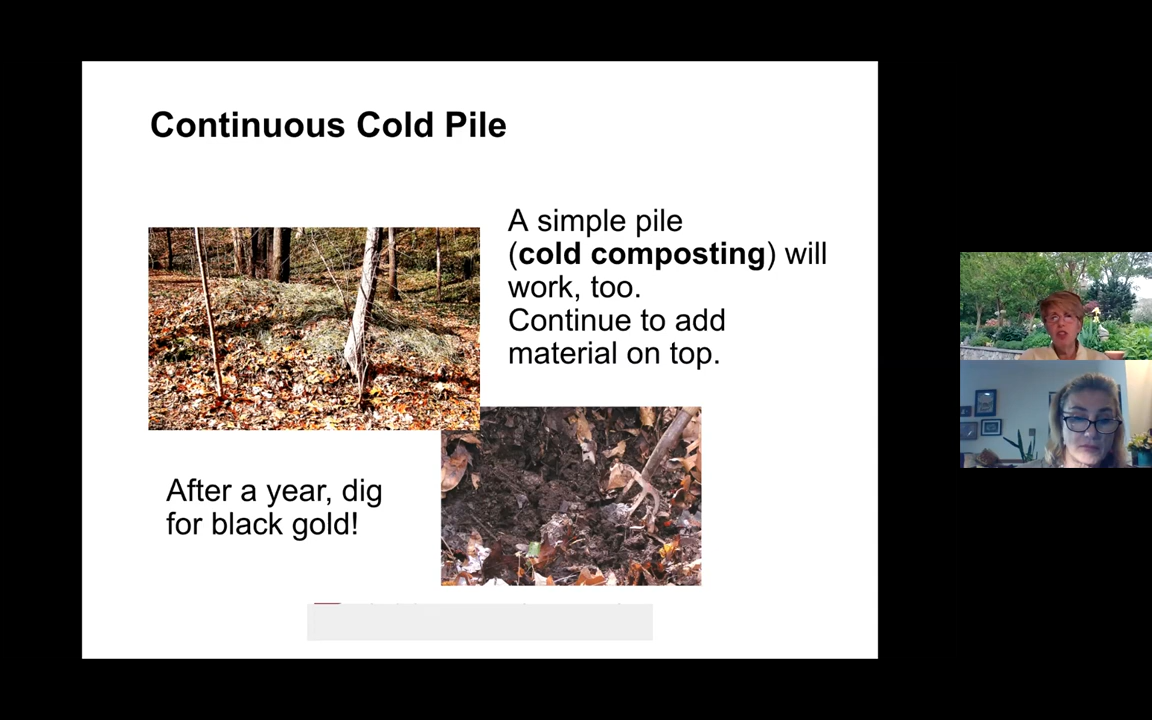 Continuous Cold Pile
A simple pile
(cold composting) will
work, too.
Continue to add
material on top.
After a year, dig
for black gold!